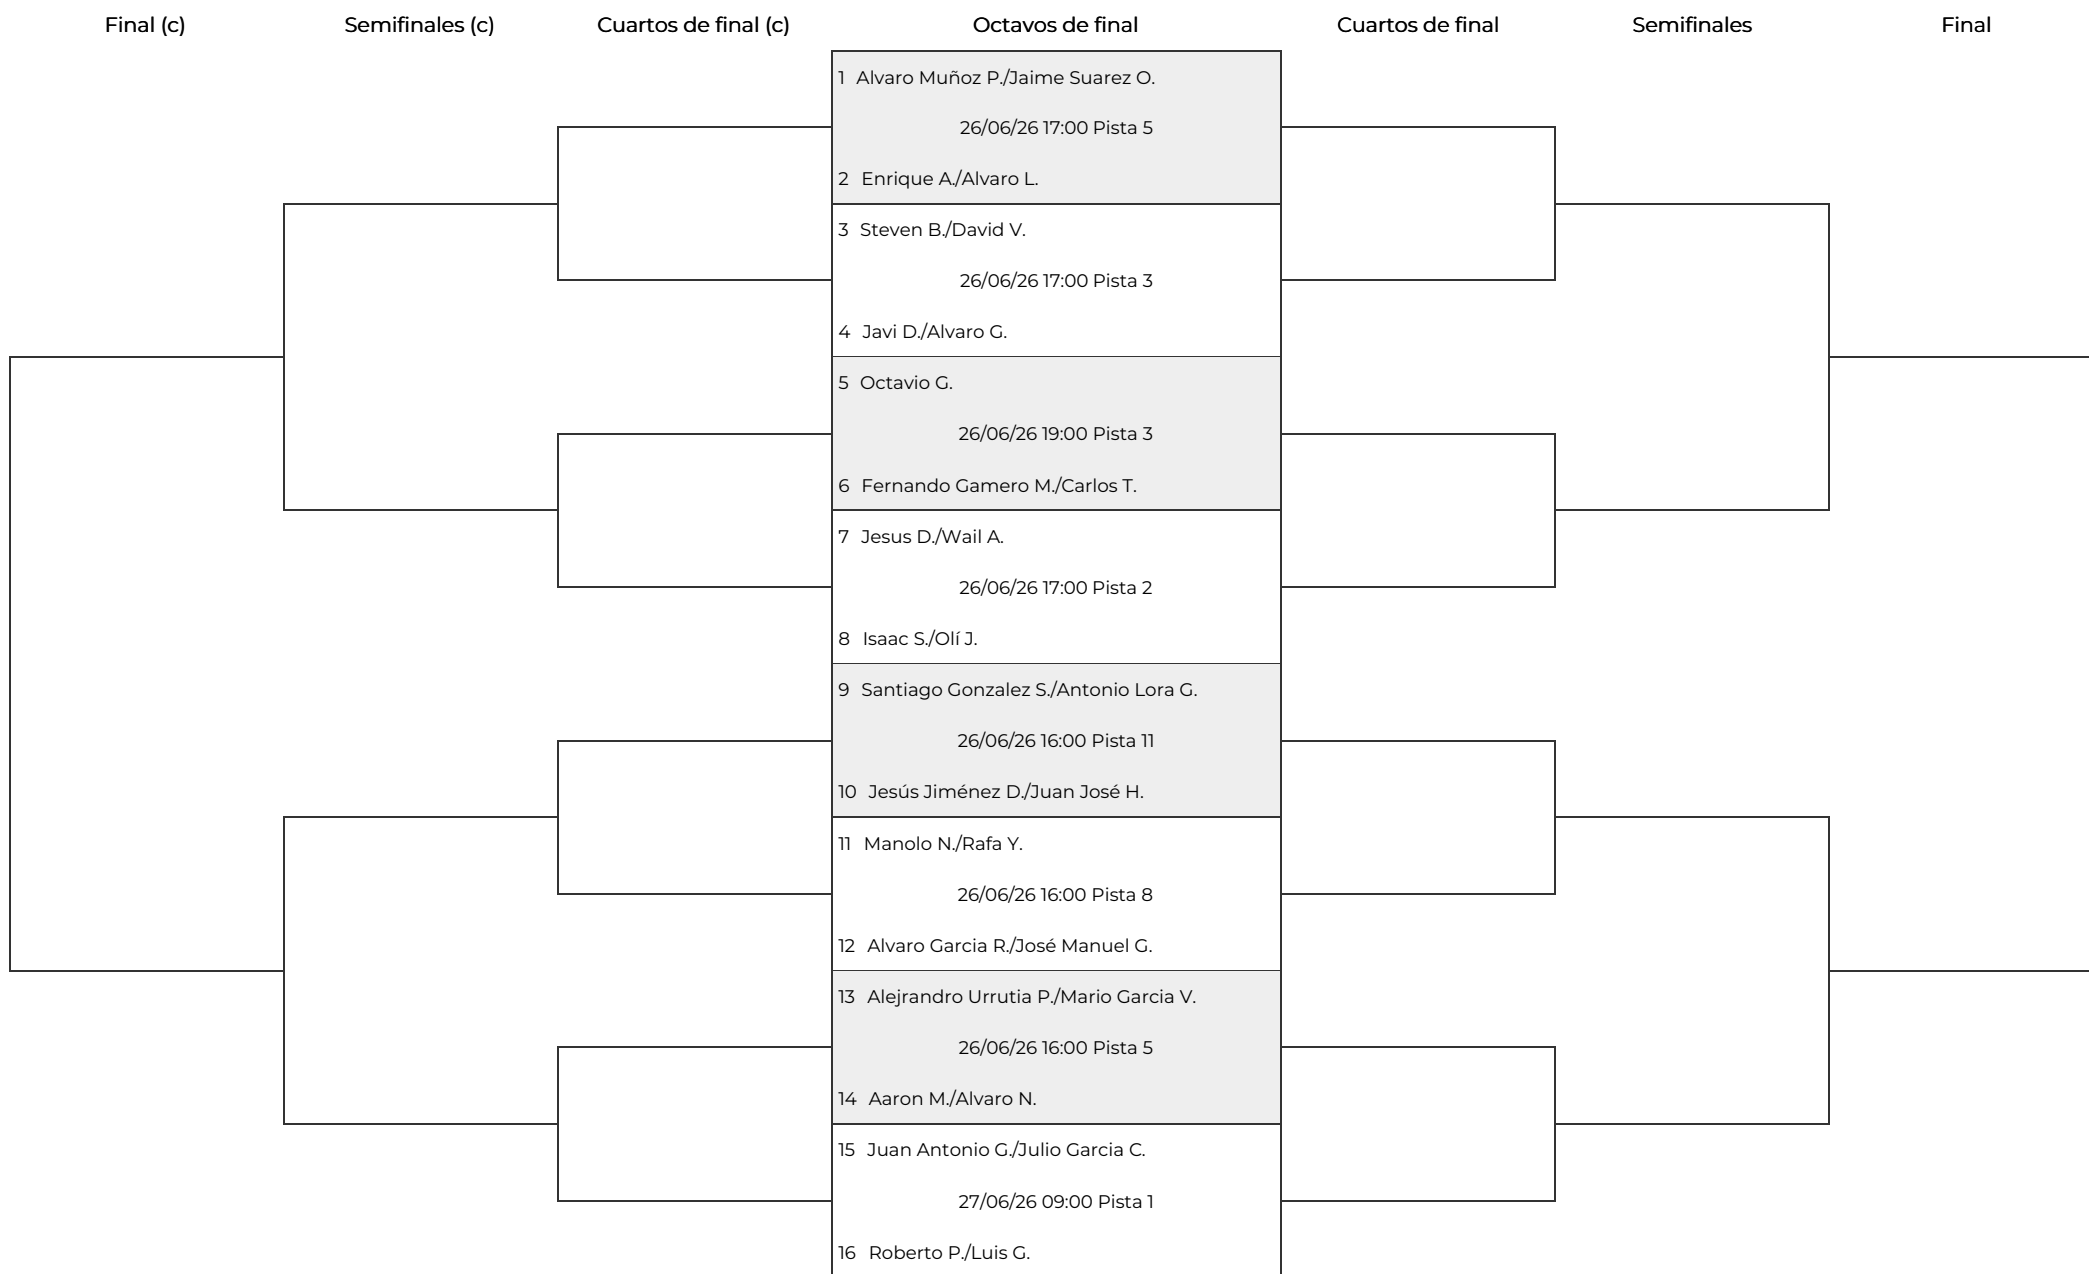 Final (c) Semifinales (c) Cuartos de final (c) Octavos de final Cuartos de final Semifinales Final
1 Alvaro Muñoz P./Jaime Suarez O.
26/06/26 17:00 Pista 5
2 Enrique A./Alvaro L.
3 Steven B./David V.
26/06/26 17:00 Pista 3
4 Javi D./Alvaro G.
5 Octavio G.
26/06/26 19:00 Pista 3
6 Fernando Gamero M./Carlos T.
7 Jesus D./Wail A.
26/06/26 17:00 Pista 2
8 Isaac S./Olí J.
9 Santiago Gonzalez S./Antonio Lora G.
26/06/26 16:00 Pista 11
10 Jesús Jiménez D./Juan José H.
11 Manolo N./Rafa Y.
26/06/26 16:00 Pista 8
12 Alvaro Garcia R./José Manuel G.
13 Alejrandro Urrutia P./Mario Garcia V.
26/06/26 16:00 Pista 5
14 Aaron M./Alvaro N.
15 Juan Antonio G./Julio Garcia C.
27/06/26 09:00 Pista 1
16 Roberto P./Luis G.